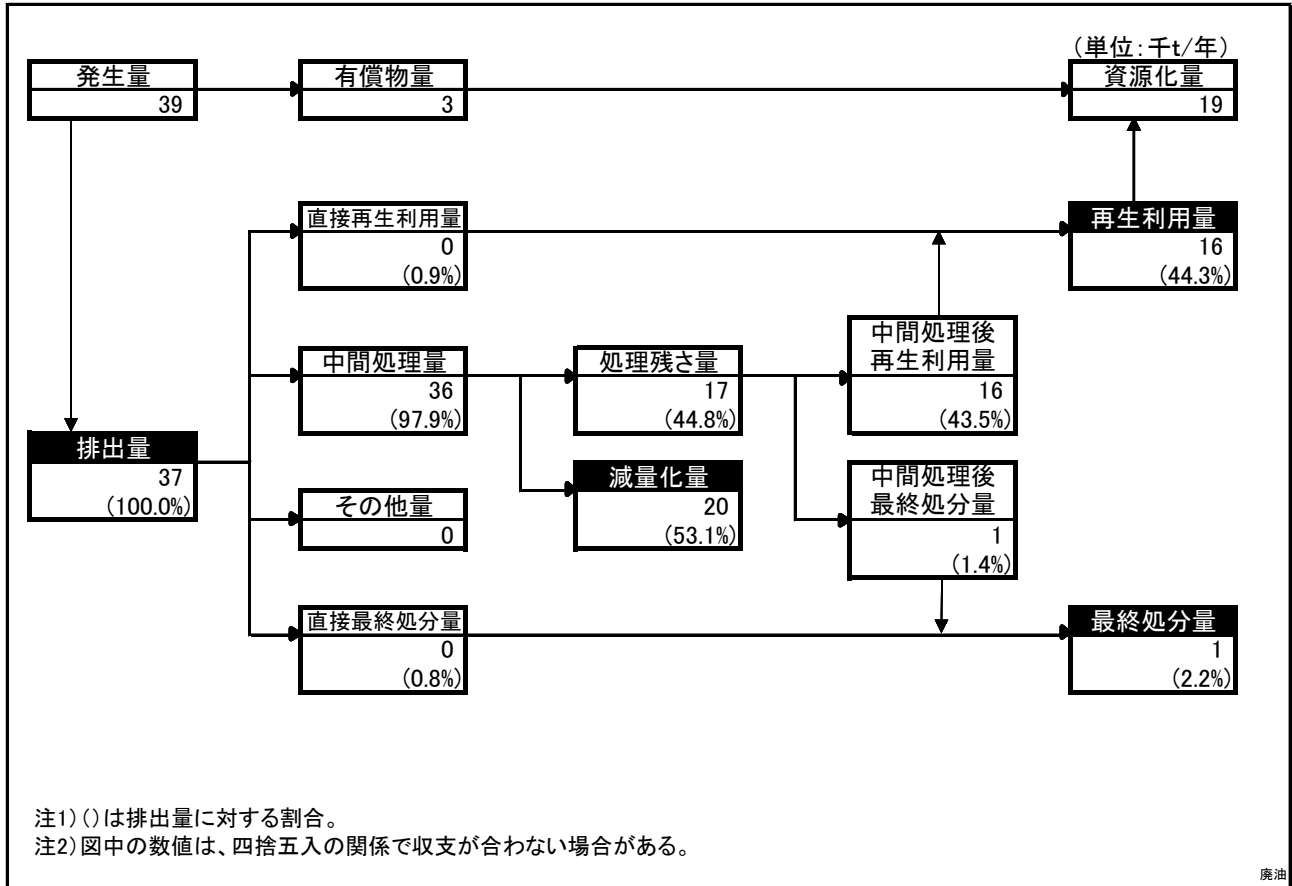 （単位：千t/年）
発生量
39
有償物量
3
資源化量
19
直接再生利用量
0
（0.9%）
再生利用量
16
（44.3%）
中間処理量
36
（97.9%）
処理残さ量
17
（44.8%）
中間処理後
再生利用量
16
（43.5%）
排出量
37
（100.0%）
その他量
0
減量化量
20
（53.1%）
中間処理後
最終処分量
1
（1.4%）
直接最終処分量
0
（0.8%）
最終処分量
1
（2.2%）
注1）（）は排出量に対する割合。
注2）図中の数値は、四捨五入の関係で収支が合わない場合がある。
廃油